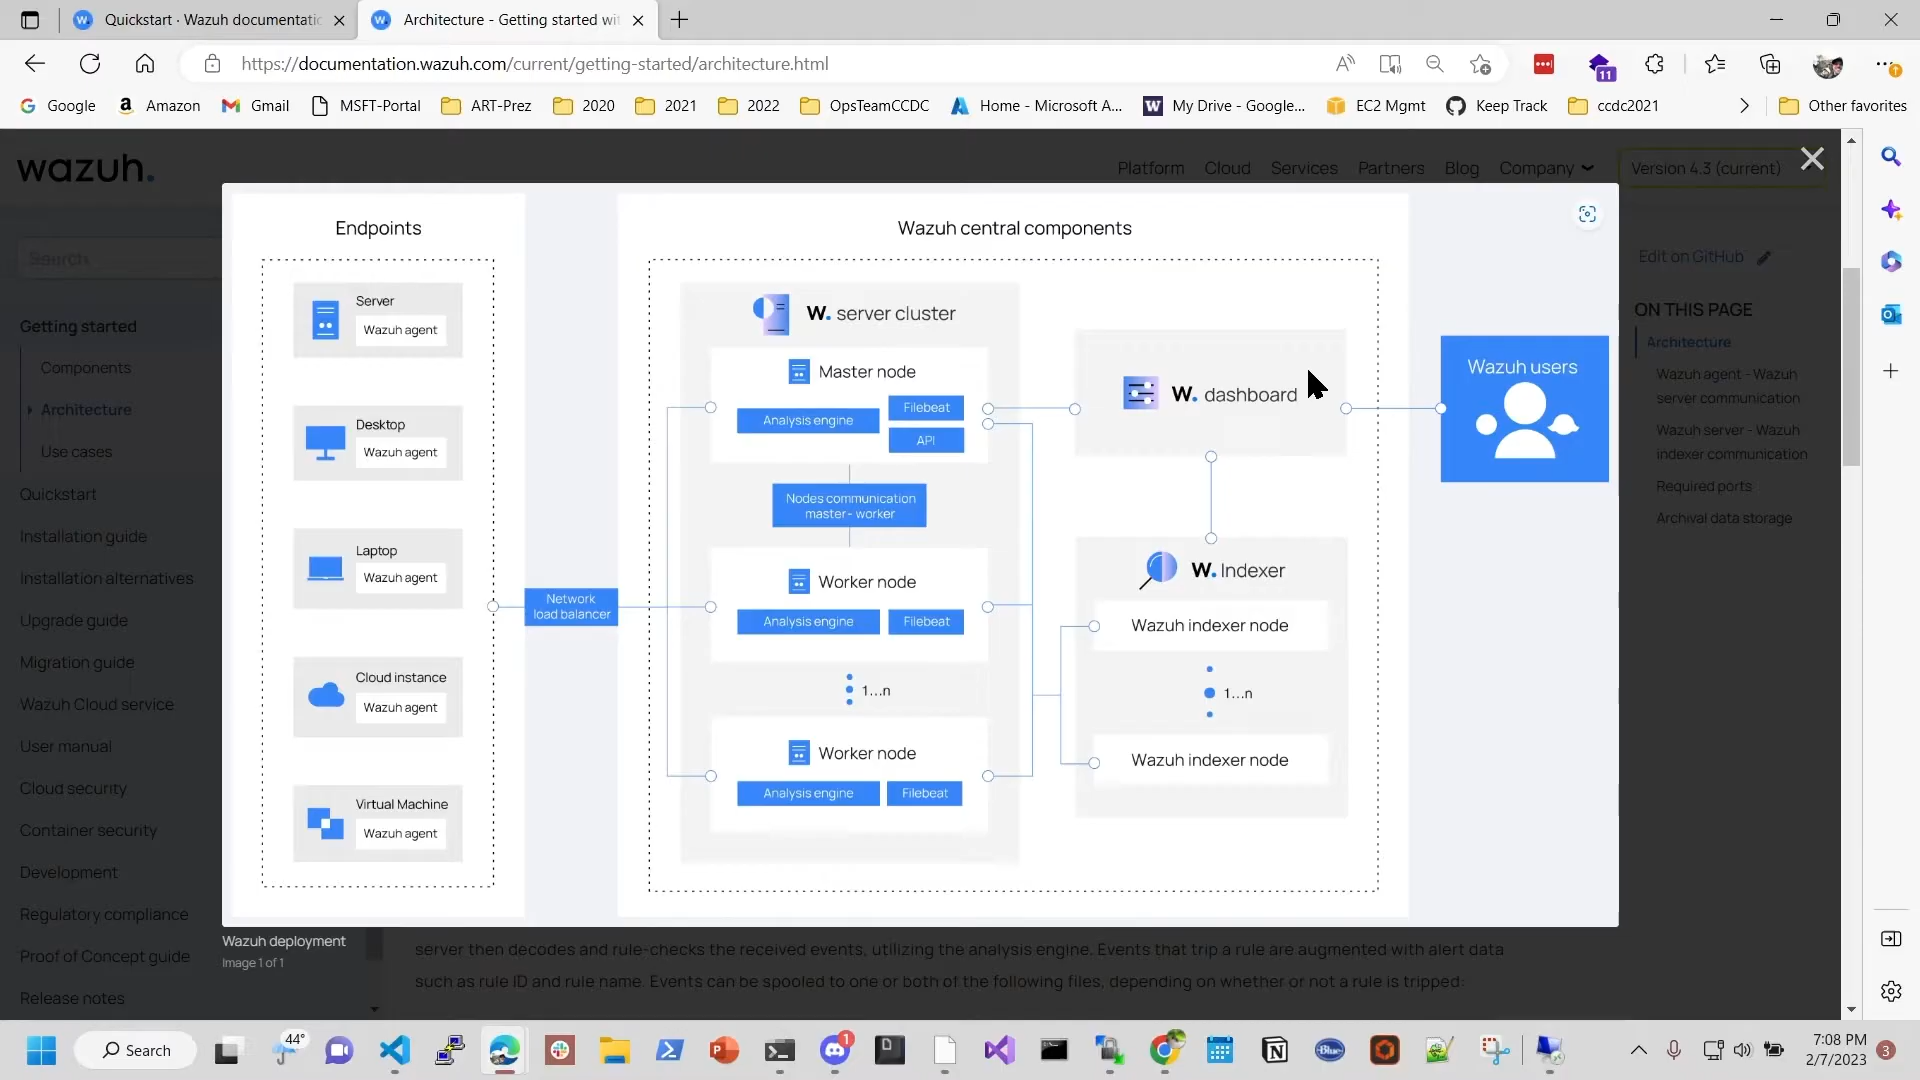 Quickstart · Wazuh documentatic
Architecture - Getting started wit
https://documentation.wazuh.com/current/getting-started/architecture.html
11
Google
Amazon
Gmail
MSFT-Portal
ART-Prez
2020
2021
2022
OpsTeamCCDC
Home - Microsoft A...
My Drive - Google...
EC2 Mgmt
Keep Track
ccdc2021
Other favorites
wazuh.
Platform
Cloud
Services
Partners
Blog
Company
Version 4.3 (current)
Search
Getting started
Components
Architecture
Use cases
Quickstart
Installation guide
Installation alternatives
Upgrade guide
Migration guide
Wazuh Cloud service
User manual
Cloud security
Container security
Development
Regulatory compliance
Proof of Concept guide
Release notes
Endpoints
Server
Wazuh agent
Desktop
Wazuh agent
Laptop
Wazuh agent
Cloud instance
Wazuh agent
Virtual Machine
Wazuh agent
Network
load balancer
Wazuh central components
W. server cluster
Master node
Analysis engine
Filebeat
API
Nodes communication
master- worker
Worker node
Analysis engine
Filebeat
1...n
Worker node
Analysis engine
Filebeat
W. dashboard
W. Indexer
Wazuh indexer node
1...n
Wazuh indexer node
Wazuh users
Edit on GitHub
ON THIS PAGE
Architecture
Wazuh agent - Wazuh
server communication
Wazuh server - Wazuh
indexer communication
Required ports
Archival data storage
Wazuh deployment
Image 1 of 1
server then decodes and rule-checks the received events, utilizing the analysis engine. Events that trip a rule are augmented with alert data
such as rule ID and rule name. Events can be spooled to one or both of the following files, depending on whether or not a rule is tripped:
Search
44°
1
Blue
7:08 PM
2/7/2023
3